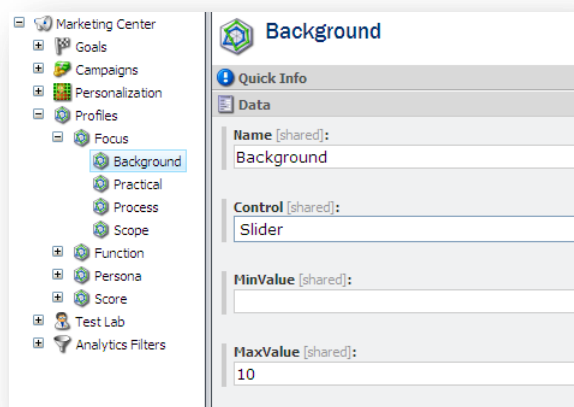 Marketing Center
Goals
Campaigns
Personalization
Profiles
Focus
Background
Practical
Process
Scope
Function
Persona
Score
Test Lab
Analytics Filters
Background
Quick Info
Data
Name [shared]:
Background
Control [shared]:
Slider
MinValue [shared]:
MaxValue [shared]:
10